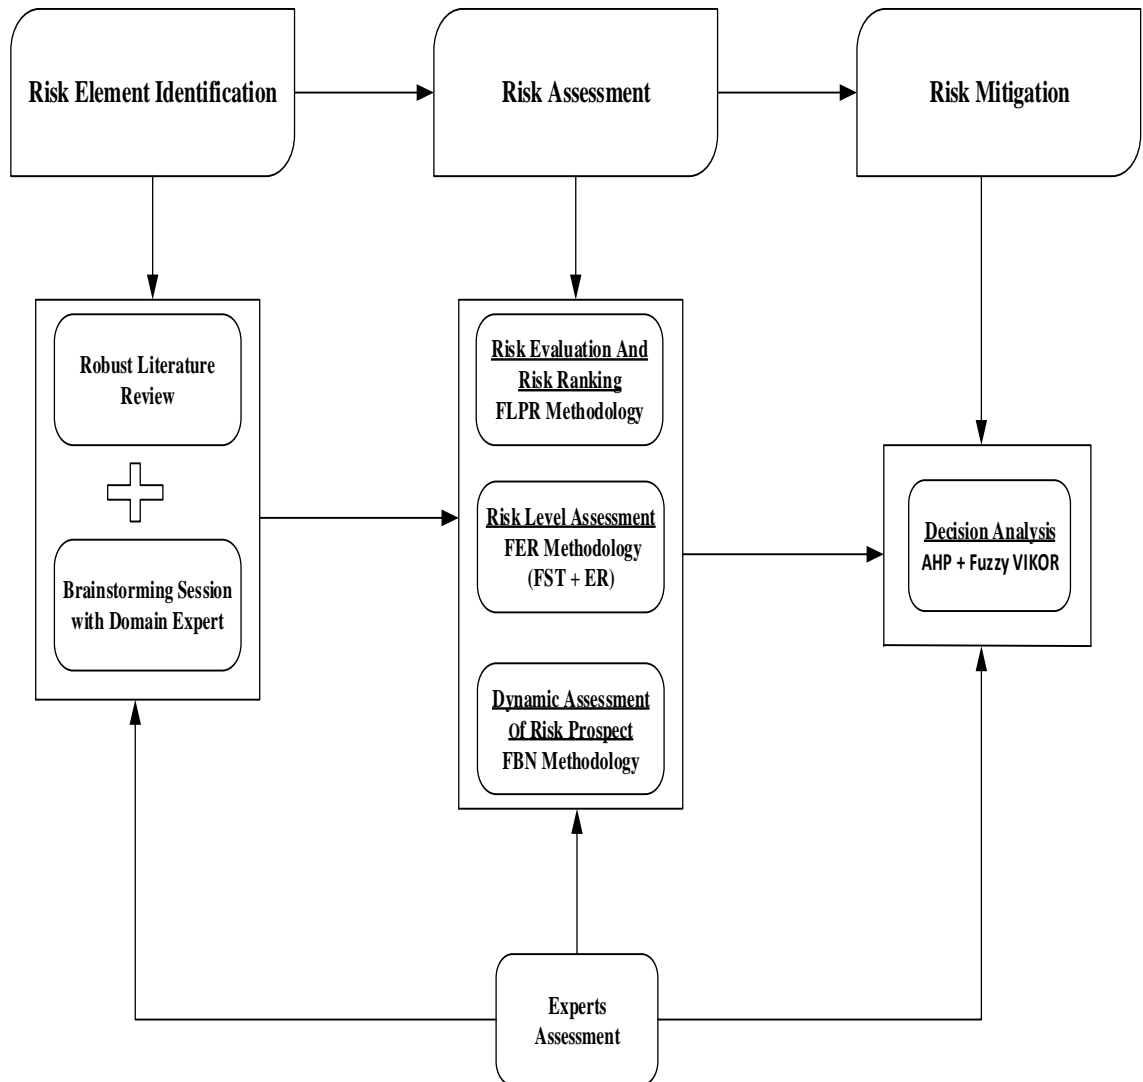 Risk Element Identification
Risk Assessment
Risk Mitigation
Robust Literature
Review
Brainstorming Session
with Domain Expert
Risk Evaluation And
Risk Ranking
FLPR Methodology
Risk Level Assessment
FER Methodology
(FST + ER)
Dynamic Assessment
Of Risk Prospect
FBN Methodology
Decision Analysis
AHP + Fuzzy VIKOR
Experts
Assessment